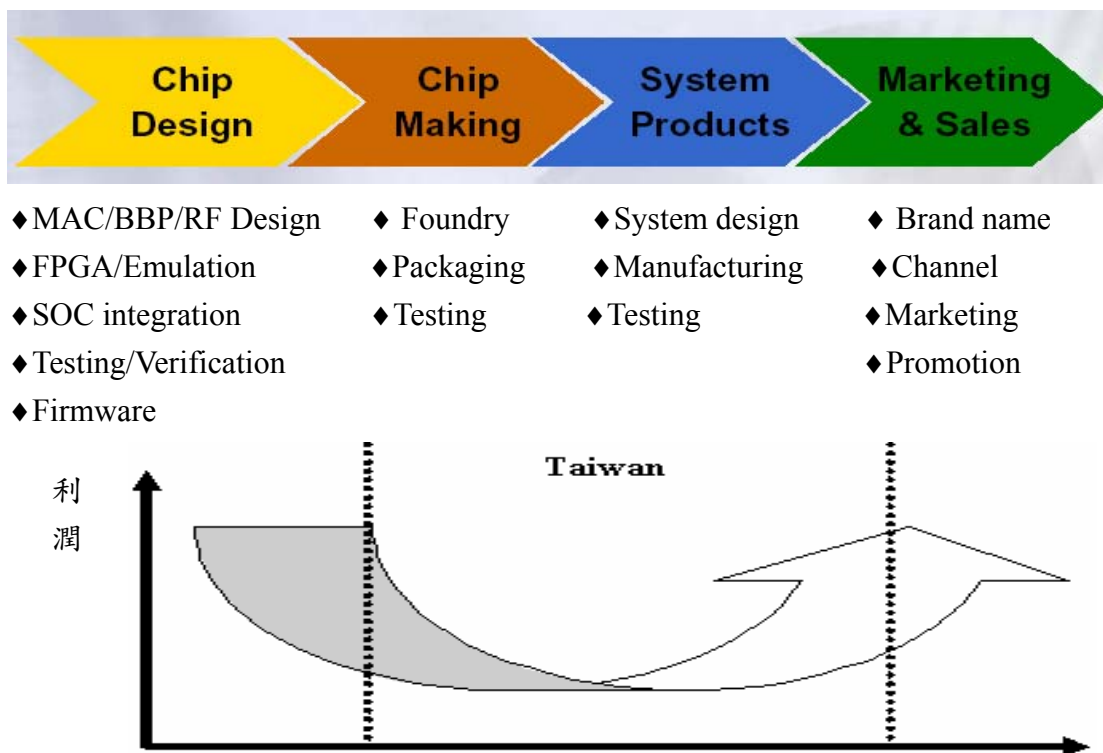 Chip Design
Chip Making
System Products
Marketing & Sales
♦MAC/BBP/RF Design
♦FPGA/Emulation
♦SOC integration
♦Testing/Verification
♦Firmware
♦ Foundry
♦Packaging
♦Testing
♦System design
♦Manufacturing
♦Testing
♦ Brand name
♦Channel
♦Marketing
♦Promotion
Taiwan
利潤